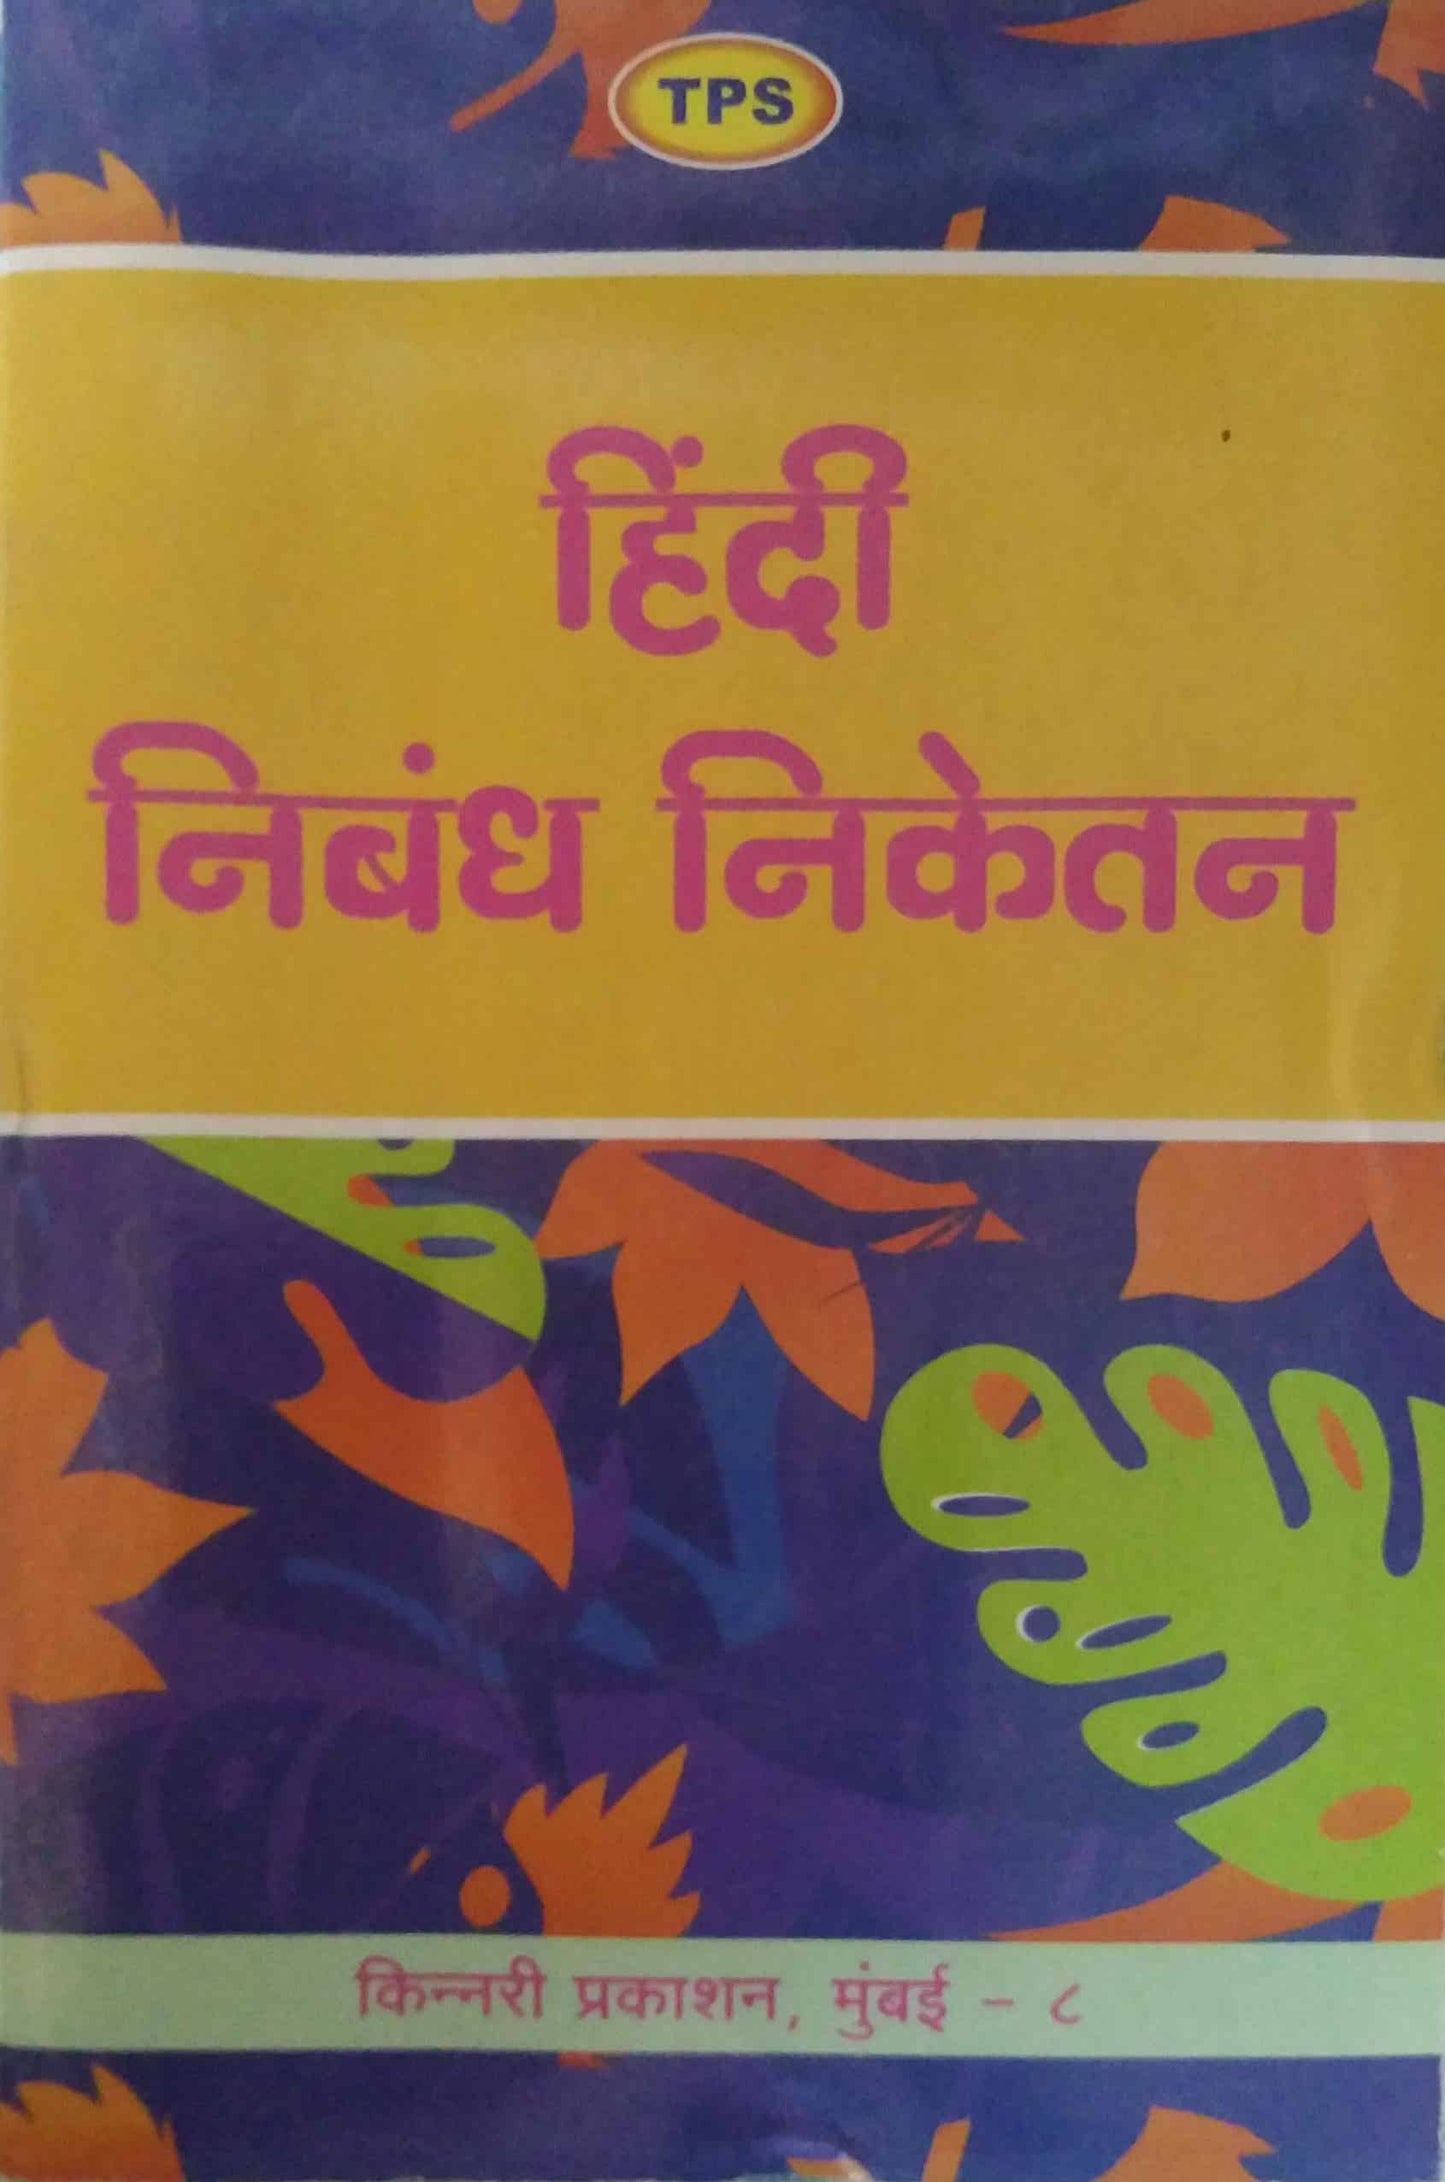 TPS
हिंदी
निबंध निकेतन
किन्नरी प्रकाशन, मुंबई - ८